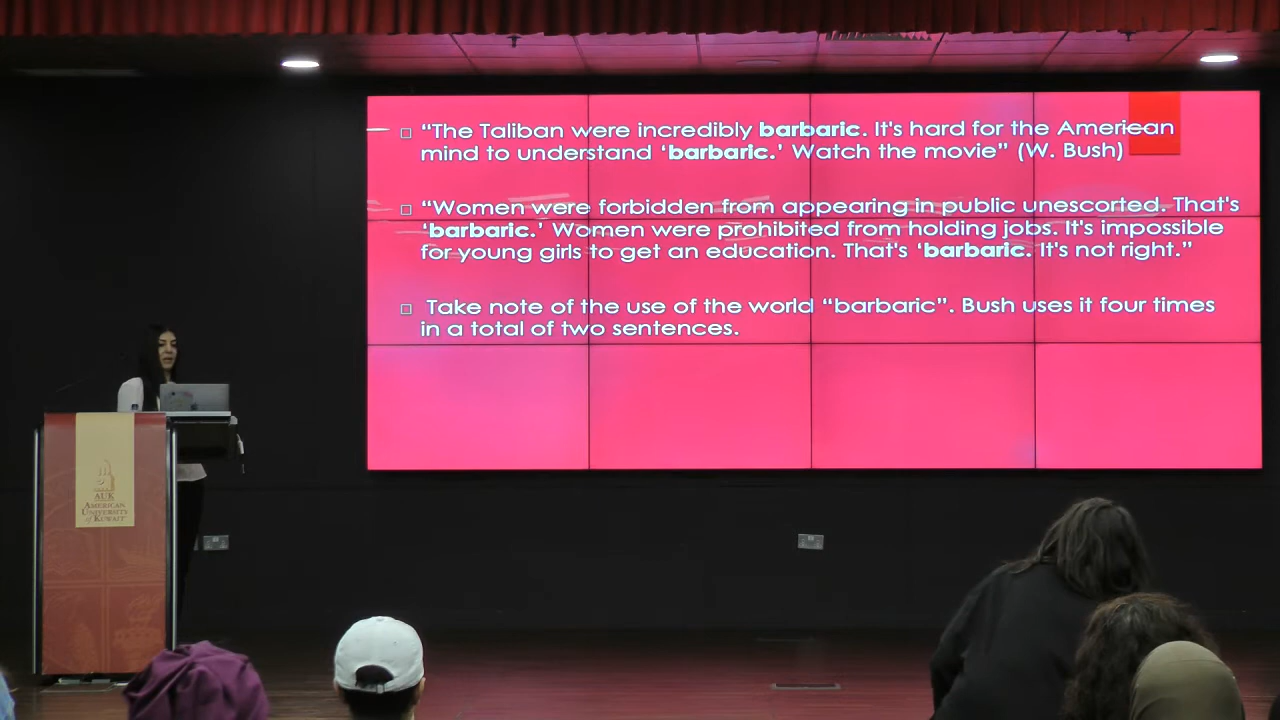 “The Taliban were incredibly barbaric. It's hard for the American
mind to understand ‘barbaric.’ Watch the movie” (W. Bush)
“Women were forbidden from appearing in public unescorted. That's
‘barbaric.’ Women were prohibited from holding jobs. It's impossible
for young girls to get an education. That's ‘barbaric. It's not right.”
Take note of the use of the world “barbaric”. Bush uses it four times
in a total of two sentences.
AUK
AMERICAN
UNIVERSITY
of KUWAIT